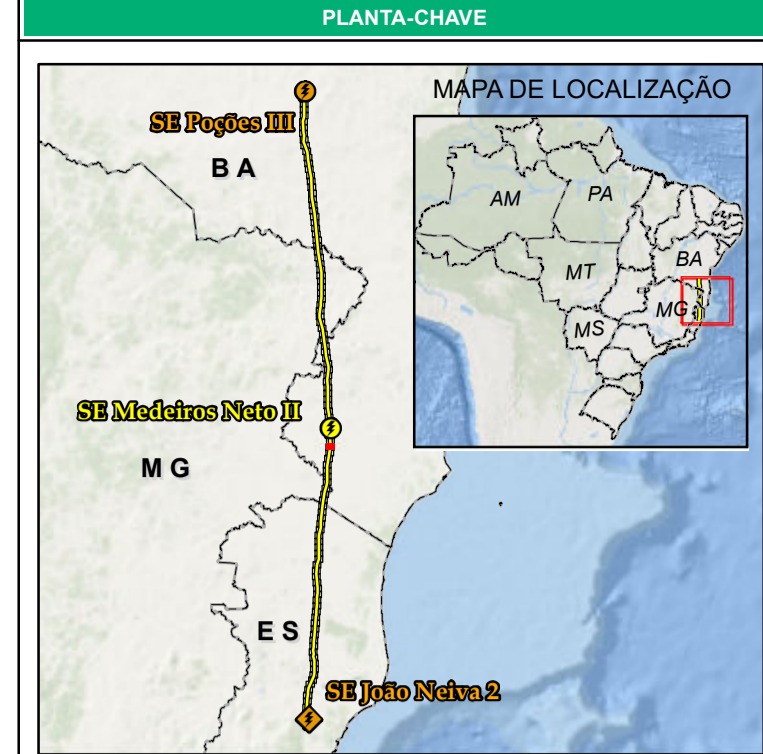 PLANTA-CHAVE
MAPA DE LOCALIZAÇÃO
SE Poções III
B A
AM
PA
BA
MT
MG
MS
SE Medeiros Neto II
M G
E S
SE João Neiva 2